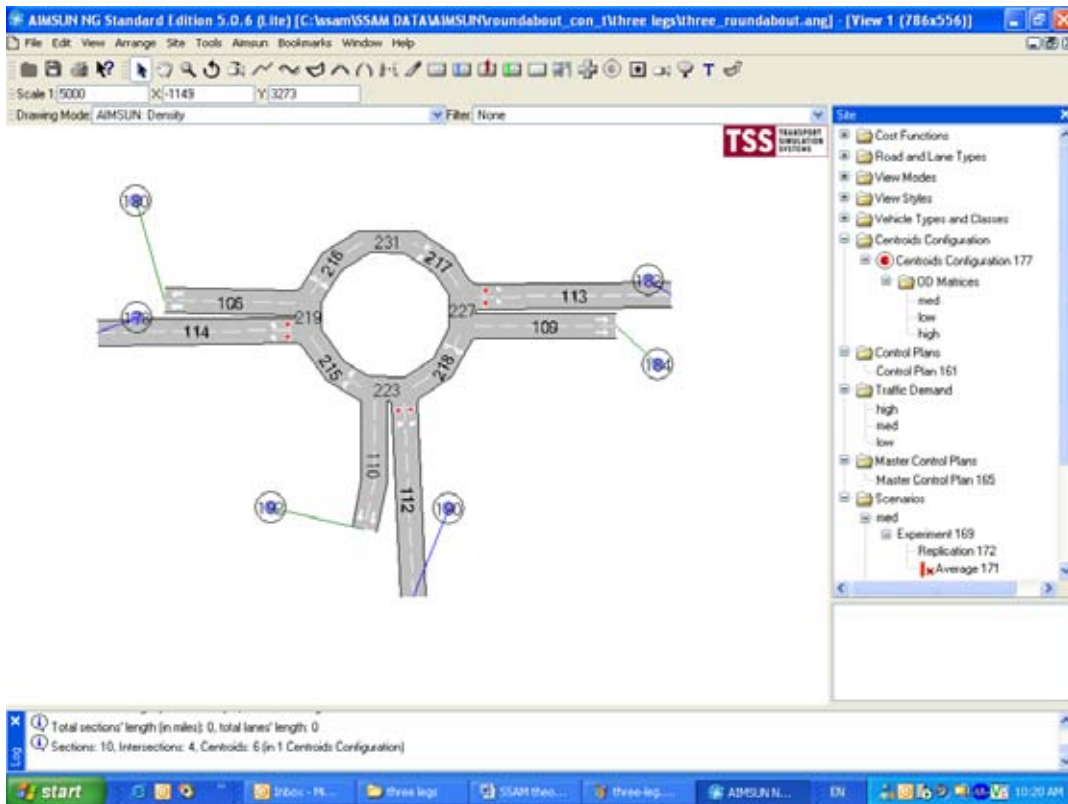 AIMSUN NG Standard Edition 5.0.6 (Lite) [C:\ssam\SSAM DATA\AIMSUN\roundabout_con_t\three legs\three_roundabout.ang] - [View 1 (786x556)]
File Edit View Arrange Site Tools Aimsun Bookmarks Window Help
Scale 1: 5000 X: -1149 Y: 3273
Drawing Mode: AIMSUN: Density Filter: None
Site
TSS TRANSPORT SIMULATION SYSTEMS
Cost Functions
Road and Lane Types
View Modes
View Styles
Vehicle Types and Classes
Centroids Configuration
Centroids Configuration 177
OD Matrices
med
low
high
Control Plans
Control Plan 161
Traffic Demand
high
med
low
Master Control Plans
Master Control Plan 165
Scenarios
med
Experiment 169
Replication 172
Average 171
231
216
217
106
113
219
227
114
109
184
215
218
223
110
112
Total sections' length (in miles): 0, total lanes' length: 0
Sections: 10, Intersections: 4, Centroids: 6 (in 1 Centroids Configuration)
Log
start Inbox - M... three legs SSAM theo... three-leg.... AIMSUN N... EN 10:20 AM